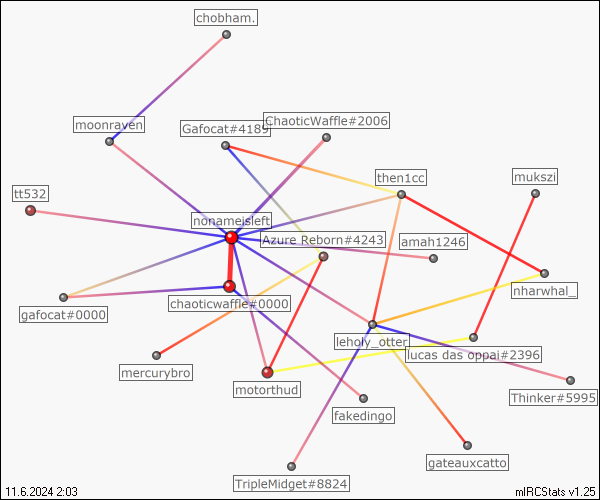 chobham.
moonraven
Gafocat#4189
ChaoticWaffle#2006
then1cc
mukszi
tt532
nonameisleft
Azure Reborn#4243
amah1246
nharwhal_
chaoticwaffle#0000
gafocat#0000
leholy_otter
lucas das oppai#2396
mercurybro
motorthud
Thinker#5995
fakedingo
gateauxcatto
TripleMidget#8824
11.6.2024 2:03
mIRCStats v1.25